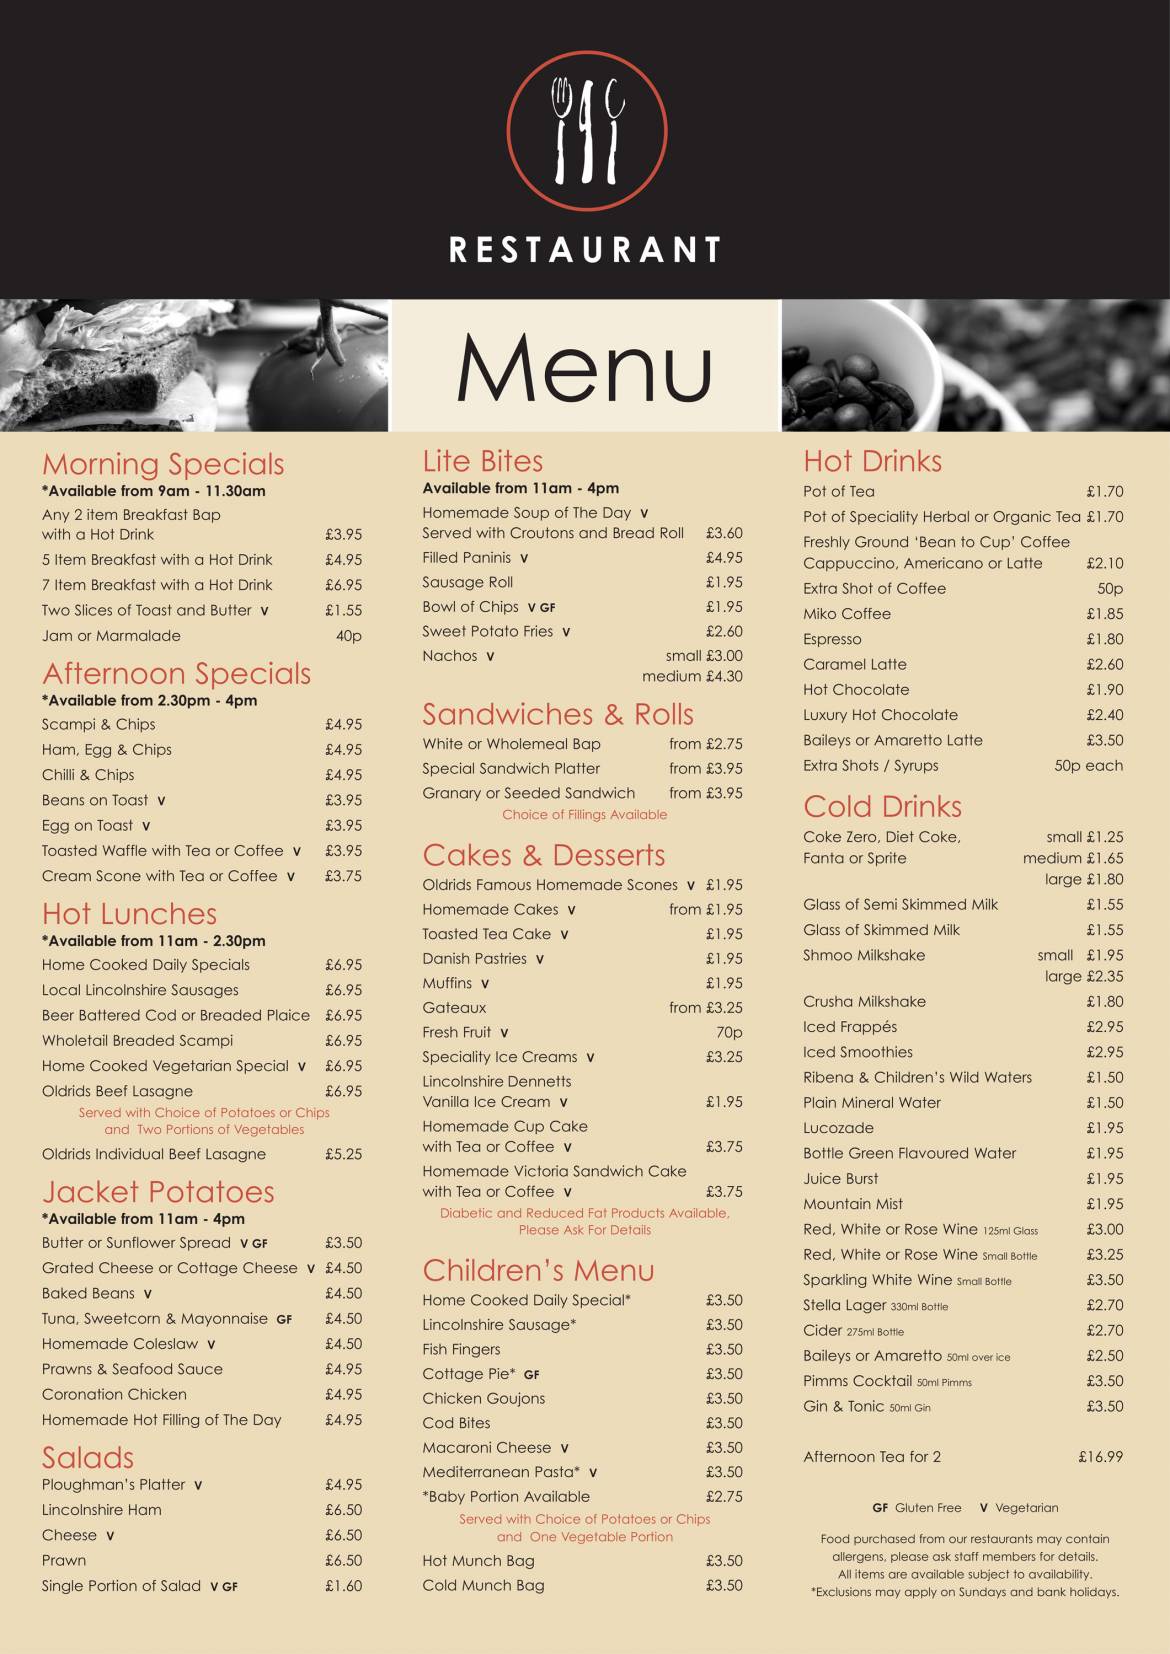 RESTAURANT
Menu
Morning Specials
*Available from 9am - 11.30am
Any 2 item Breakfast Bap
with a Hot Drink £3.95
5 Item Breakfast with a Hot Drink £4.95
7 Item Breakfast with a Hot Drink £6.95
Two Slices of Toast and Butter V £1.55
Jam or Marmalade 40p
Afternoon Specials
*Available from 2.30pm - 4pm
Scampi & Chips £4.95
Ham, Egg & Chips £4.95
Chilli & Chips £4.95
Beans on Toast V £3.95
Egg on Toast V £3.95
Toasted Waffle with Tea or Coffee V £3.95
Cream Scone with Tea or Coffee V £3.75
Hot Lunches
*Available from 11am - 2.30pm
Home Cooked Daily Specials £6.95
Local Lincolnshire Sausages £6.95
Beer Battered Cod or Breaded Plaice £6.95
Wholetail Breaded Scampi £6.95
Home Cooked Vegetarian Special V £6.95
Oldrids Beef Lasagne £6.95
Served with Choice of Potatoes or Chips
and Two Portions of Vegetables
Oldrids Individual Beef Lasagne £5.25
Jacket Potatoes
*Available from 11am - 4pm
Butter or Sunflower Spread V GF £3.50
Grated Cheese or Cottage Cheese V £4.50
Baked Beans V £4.50
Tuna, Sweetcorn & Mayonnaise GF £4.50
Homemade Coleslaw V £4.50
Prawns & Seafood Sauce £4.95
Coronation Chicken £4.95
Homemade Hot Filling of The Day £4.95
Salads
Ploughman's Platter V £4.95
Lincolnshire Ham £6.50
Cheese V £6.50
Prawn £6.50
Single Portion of Salad V GF £1.60
Lite Bites
Available from 11am - 4pm
Homemade Soup of The Day V
Served with Croutons and Bread Roll £3.60
Filled Paninis V £4.95
Sausage Roll £1.95
Bowl of Chips V GF £1.95
Sweet Potato Fries V £2.60
Nachos V small £3.00
medium £4.30
Sandwiches & Rolls
White or Wholemeal Bap from £2.75
Special Sandwich Platter from £3.95
Granary or Seeded Sandwich from £3.95
Choice of Fillings Available
Cakes & Desserts
Oldrids Famous Homemade Scones V £1.95
Homemade Cakes V from £1.95
Toasted Tea Cake V £1.95
Danish Pastries V £1.95
Muffins V £1.95
Gateaux from £3.25
Fresh Fruit V 70p
Speciality Ice Creams V £3.25
Lincolnshire Dennetts
Vanilla Ice Cream V £1.95
Homemade Cup Cake
with Tea or Coffee V £3.75
Homemade Victoria Sandwich Cake
with Tea or Coffee V £3.75
Diabetic and Reduced Fat Products Available,
Please Ask For Details
Children's Menu
Home Cooked Daily Special* £3.50
Lincolnshire Sausage* £3.50
Fish Fingers £3.50
Cottage Pie* GF £3.50
Chicken Goujons £3.50
Cod Bites £3.50
Macaroni Cheese V £3.50
Mediterranean Pasta* V £3.50
*Baby Portion Available £2.75
Served with Choice of Potatoes or Chips
and One Vegetable Portion
Hot Munch Bag £3.50
Cold Munch Bag £3.50
Hot Drinks
Pot of Tea £1.70
Pot of Speciality Herbal or Organic Tea £1.70
Freshly Ground 'Bean to Cup' Coffee
Cappuccino, Americano or Latte £2.10
Extra Shot of Coffee 50p
Miko Coffee £1.85
Espresso £1.80
Caramel Latte £2.60
Hot Chocolate £1.90
Luxury Hot Chocolate £2.40
Baileys or Amaretto Latte £3.50
Extra Shots / Syrups 50p each
Cold Drinks
Coke Zero, Diet Coke, small £1.25
Fanta or Sprite medium £1.65
large £1.80
Glass of Semi Skimmed Milk £1.55
Glass of Skimmed Milk £1.55
Shmoo Milkshake small £1.95
large £2.35
Crusha Milkshake £1.80
Iced Frappés £2.95
Iced Smoothies £2.95
Ribena & Children's Wild Waters £1.50
Plain Mineral Water £1.50
Lucozade £1.95
Bottle Green Flavoured Water £1.95
Juice Burst £1.95
Mountain Mist £1.95
Red, White or Rose Wine 125ml Glass £3.00
Red, White or Rose Wine Small Bottle £3.25
Sparkling White Wine Small Bottle £3.50
Stella Lager 330ml Bottle £2.70
Cider 275ml Bottle £2.70
Baileys or Amaretto 50ml over ice £2.50
Pimms Cocktail 50ml Pimms £3.50
Gin & Tonic 50ml Gin £3.50
Afternoon Tea for 2 £16.99
GF Gluten Free V Vegetarian
Food purchased from our restaurants may contain
allergens, please ask staff members for details.
All items are available subject to availability.
*Exclusions may apply on Sundays and bank holidays.